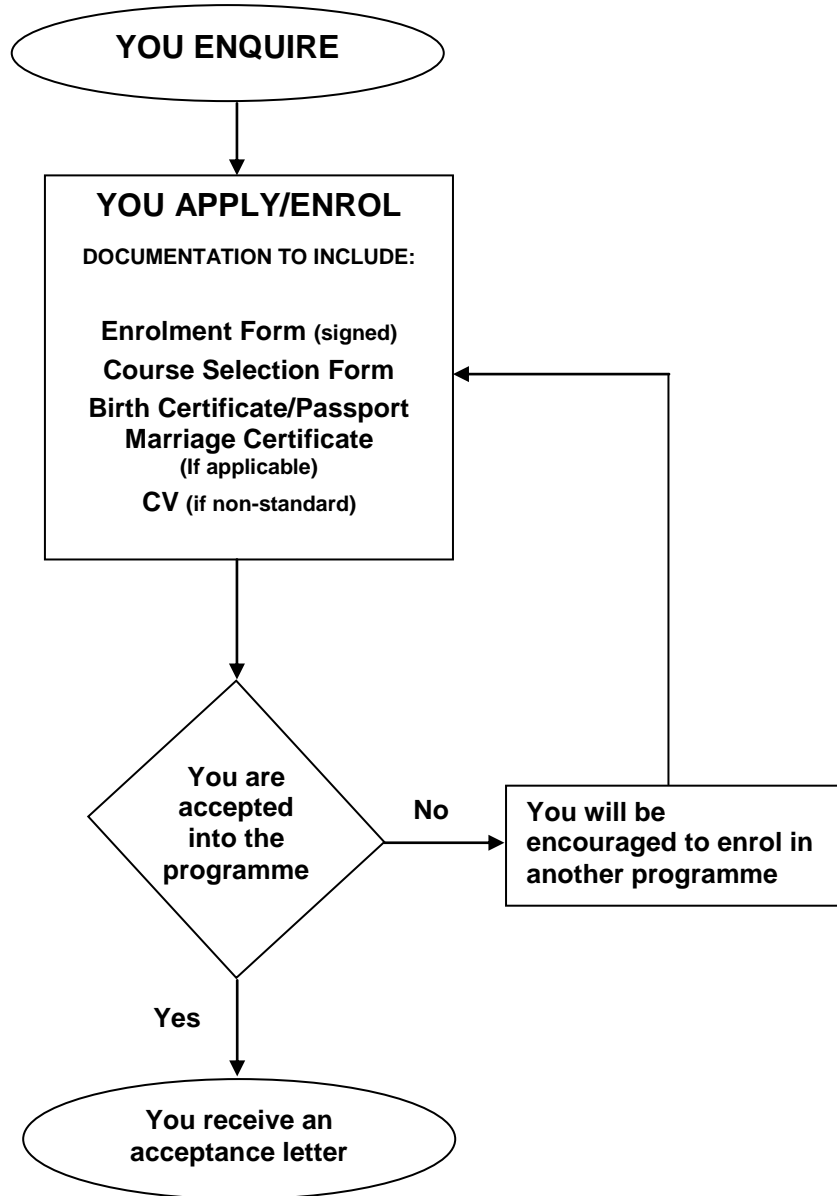 YOU ENQUIRE
YOU APPLY/ENROL
DOCUMENTATION TO INCLUDE:
Enrolment Form (signed)
Course Selection Form
Birth Certificate/Passport
Marriage Certificate
(If applicable)
CV (if non-standard)
You are
accepted
into the
programme
No
You will be
encouraged to enrol in
another programme
Yes
You receive an
acceptance letter